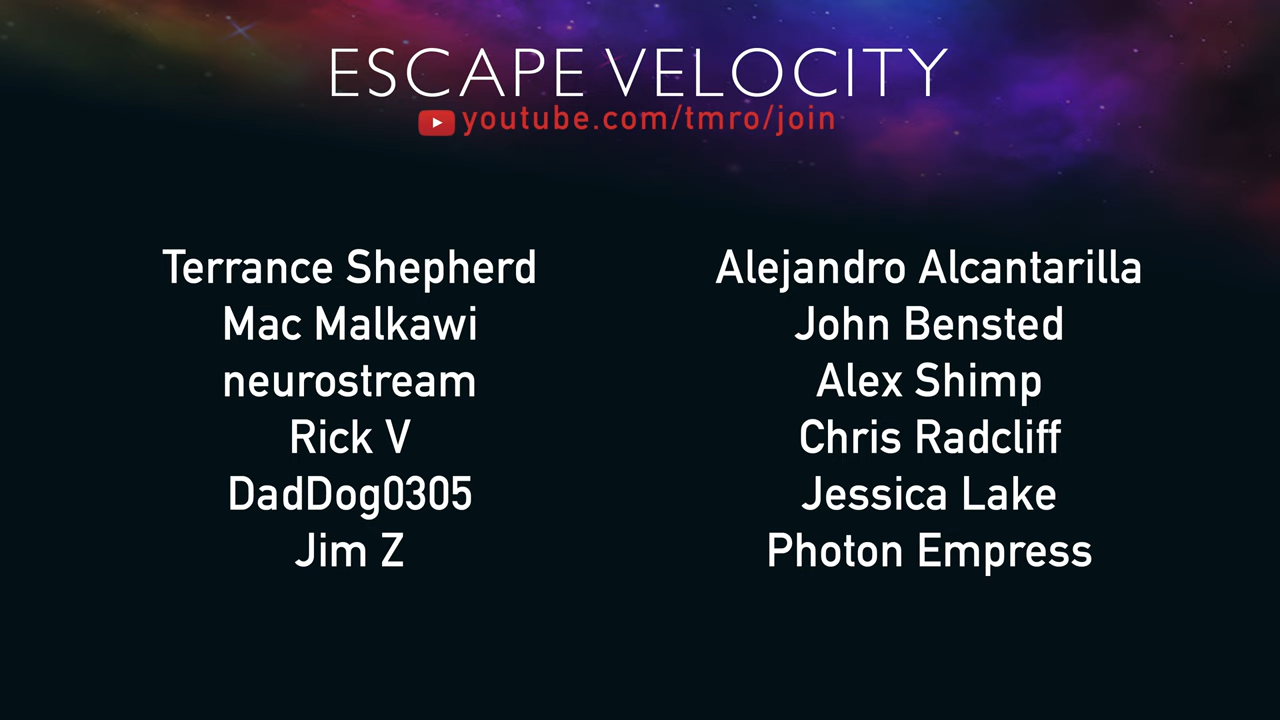 ESCAPE VELOCITY
youtube.com/tmro/join
Terrance Shepherd
Mac Malkawi
neurostream
Rick V
DadDog0305
Jim Z
Alejandro Alcantarilla
John Bensted
Alex Shimp
Chris Radcliff
Jessica Lake
Photon Empress